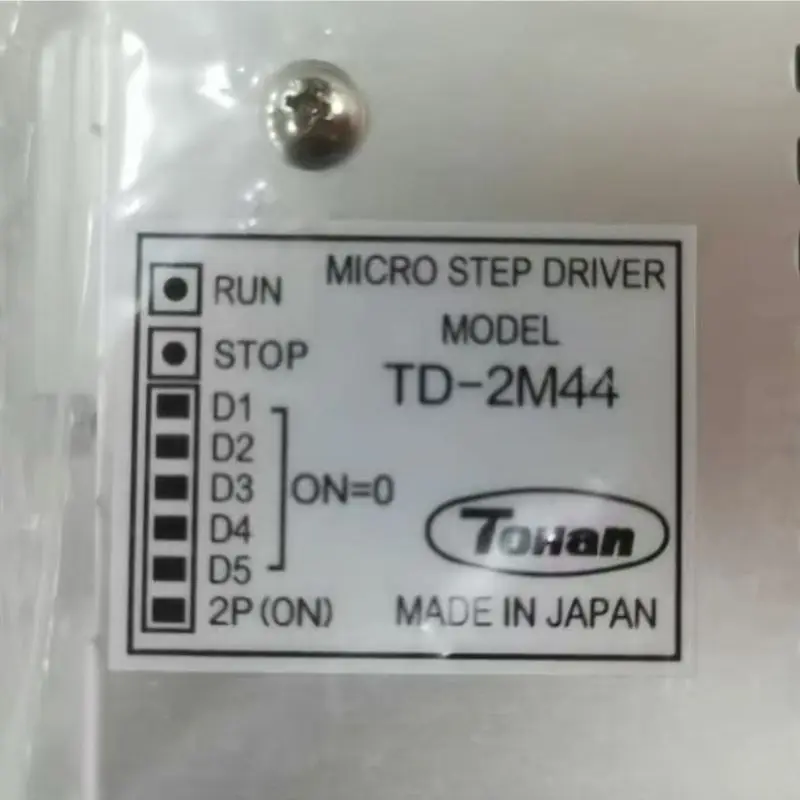 MICRO STEP DRIVER
MODEL
TD-2M44
RUN
STOP
D1
D2
D3
D4
D5
ON=0
2P(ON)
TOHAN
MADE IN JAPAN